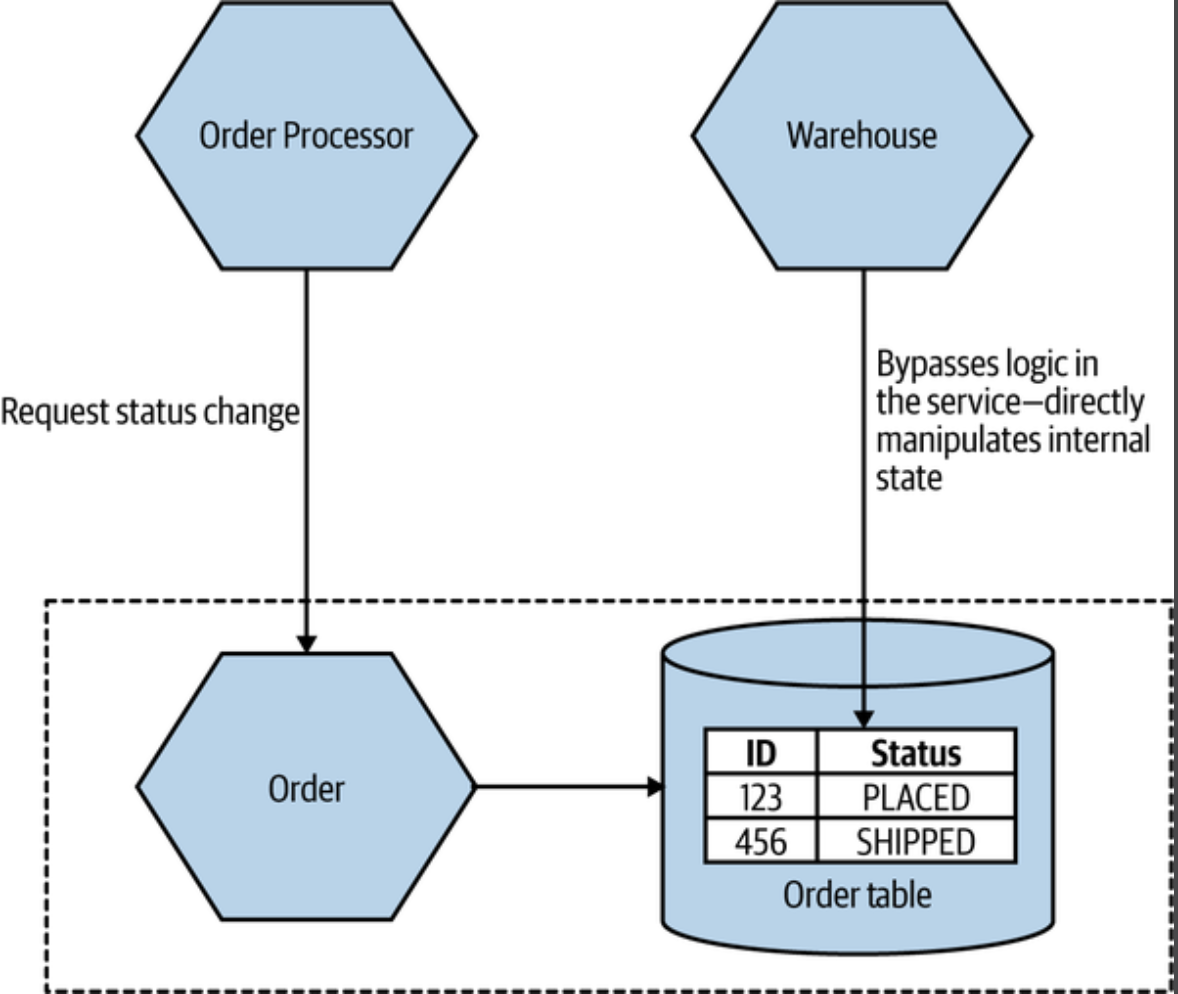 Order Processor
Warehouse
Request status change
Bypasses logic in
the service—directly
manipulates internal
state
Order
ID Status
123 PLACED
456 SHIPPED
Order table